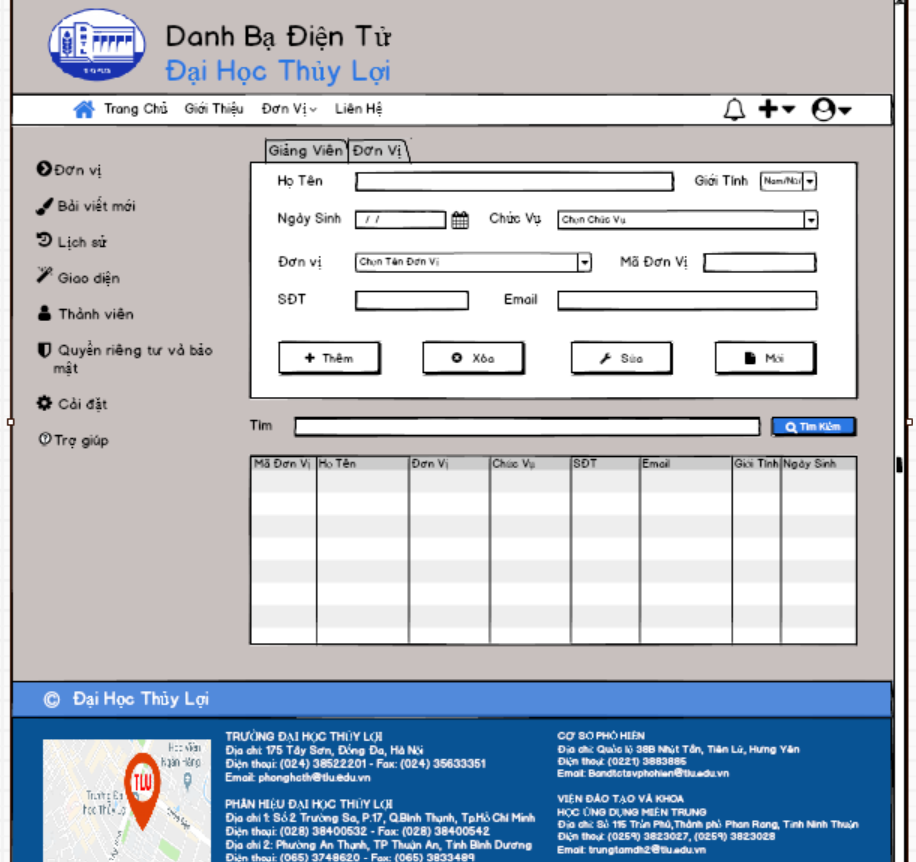 Danh Bạ Điện Tử
Đại Học Thủy Lợi
Trang Chủ Giới Thiệu Đơn Vị Liên Hệ
Đơn vị
Bài viết mới
Lịch sử
Giao diện
Thành viên
Quyền riêng tư và bảo
mật
Cài đặt
Trợ giúp
Giảng Viên Đơn Vị
Họ Tên Giới Tính Nam/Nữ
Ngày Sinh / / Chức Vụ Chọn Chức Vụ
Đơn vị Chọn Tên Đơn Vị Mã Đơn Vị
SĐT Email
Thêm Xóa Sửa Mới
Tìm Tìm Kiếm
Mã Đơn Vị Họ Tên Đơn Vị Chức Vụ SĐT Email Giới Tính Ngày Sinh
© Đại Học Thủy Lợi
Học Viện
Ngân Hàng
TLU
học Thủy Lợ
TRƯỜNG ĐẠI HỌC THỦY LỢI
Địa chỉ: 175 Tây Sơn, Đống Đa, Hà Nội
Điện thoại: (024) 38522201 - Fax: (024) 35633351
Email: phonghcth@tlu.edu.vn
PHÂN HIỆU ĐẠI HỌC THỦY LỢI
Địa chỉ 1: Số 2 Trường Sa, P.17, Q.Bình Thạnh, Tp.Hồ Chí Minh
Điện thoại: (028) 38400532 - Fax: (028) 38400542
Địa chỉ 2: Phường An Thạnh, TP Thuận An, Tỉnh Bình Dương
Điện thoại: (065) 3748620 - Fax: (065) 3833489
CƠ SỞ PHỐ HIẾN
Địa chỉ: Quốc lộ 38B Nhật Tân, Tiên Lữ, Hưng Yên
Điện thoại: (0221) 3883885
Email: Bandtctsvphohien@tlu.edu.vn
VIỆN ĐÀO TẠO VÀ KHOA
HỌC ỨNG DỤNG MIỀN TRUNG
Địa chỉ: Số 115 Trần Phú,Thành phố Phan Rang, Tỉnh Ninh Thuận
Điện thoại: (0259) 3823027, (0259) 3823028
Email: trungtamdh2@tlu.edu.vn